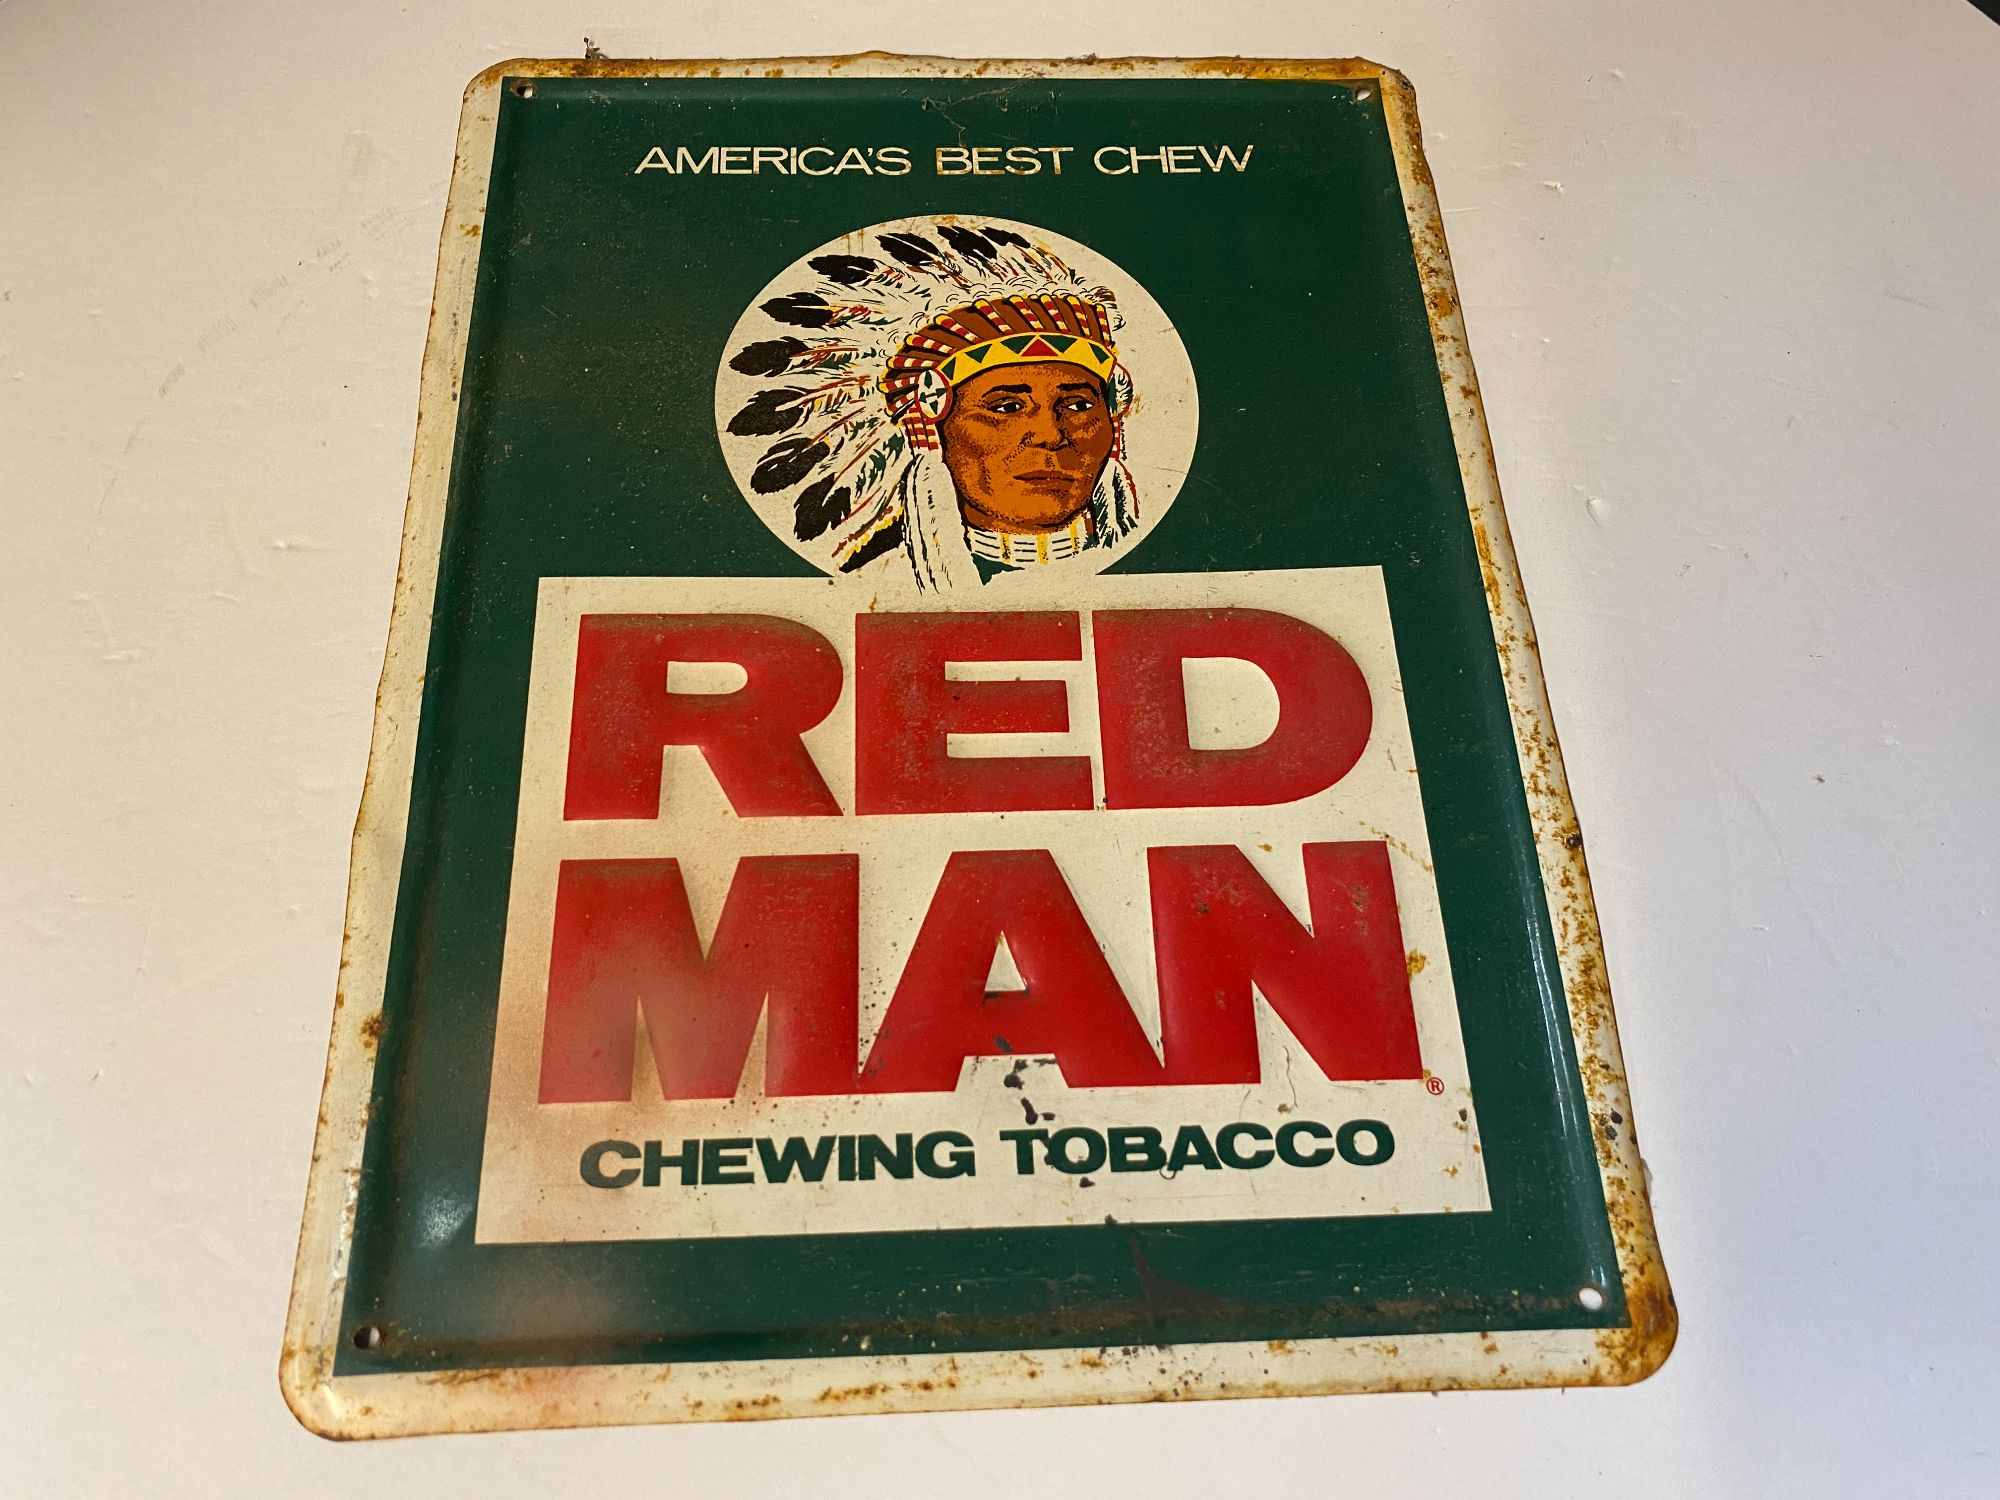 AMERICA'S BEST CHEW
RED
MAN®
CHEWING TOBACCO